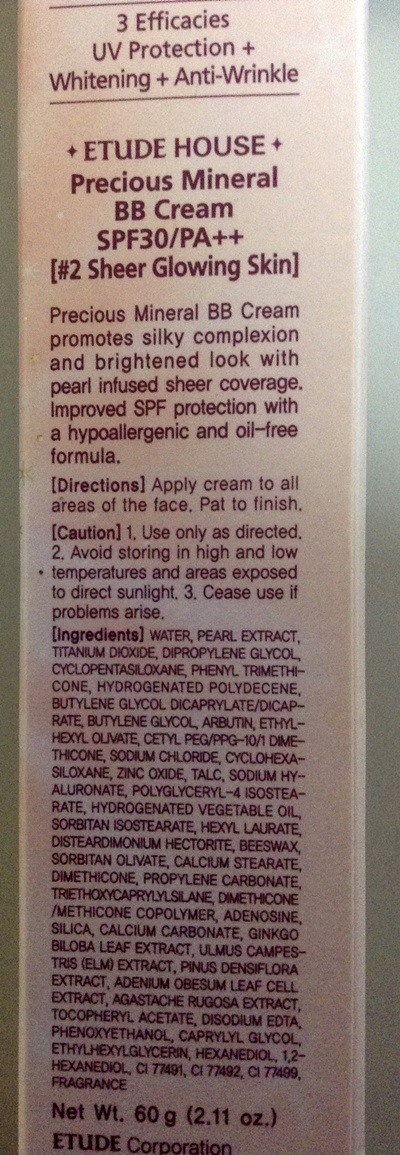 3 Efficacies
UV Protection +
Whitening + Anti-Wrinkle
✦ ETUDE HOUSE ✦
Precious Mineral
BB Cream
SPF30/PA++
[#2 Sheer Glowing Skin]
Precious Mineral BB Cream
promotes silky complexion
and brightened look with
pearl infused sheer coverage.
Improved SPF protection with
a hypoallergenic and oil-free
formula.
[Directions] Apply cream to all
areas of the face. Pat to finish.
[Caution] 1. Use only as directed.
2. Avoid storing in high and low
temperatures and areas exposed
to direct sunlight. 3. Cease use if
problems arise.
[Ingredients] WATER, PEARL EXTRACT,
TITANIUM DIOXIDE, DIPROPYLENE GLYCOL,
CYCLOPENTASILOXANE, PHENYL TRIMETHI-
CONE, HYDROGENATED POLYDECENE,
BUTYLENE GLYCOL DICAPRYLATE/DICAP-
RATE, BUTYLENE GLYCOL, ARBUTIN, ETHYL-
HEXYL OLIVATE, CETYL PEG/PPG-10/1 DIME-
THICONE, SODIUM CHLORIDE, CYCLOHEXA-
SILOXANE, ZINC OXIDE, TALC, SODIUM HY-
ALURONATE, POLYGLYCERYL-4 ISOSTEA-
RATE, HYDROGENATED VEGETABLE OIL,
SORBITAN ISOSTEARATE, HEXYL LAURATE,
DISTEARDIMONIUM HECTORITE, BEESWAX,
SORBITAN OLIVATE, CALCIUM STEARATE,
DIMETHICONE, PROPYLENE CARBONATE,
TRIETHOXYCAPRYLYLSILANE, DIMETHICONE
/METHICONE COPOLYMER, ADENOSINE,
SILICA, CALCIUM CARBONATE, GINKGO
BILOBA LEAF EXTRACT, ULMUS CAMPES-
TRIS (ELM) EXTRACT, PINUS DENSIFLORA
EXTRACT, ADENIUM OBESUM LEAF CELL
EXTRACT, AGASTACHE RUGOSA EXTRACT,
TOCOPHERYL ACETATE, DISODIUM EDTA,
PHENOXYETHANOL, CAPRYLYL GLYCOL,
ETHYLHEXYLGLYCERIN, HEXANEDIOL, 1,2-
HEXANEDIOL, CI 77491, CI 77492, CI 77499,
FRAGRANCE
Net Wt. 60 g (2.11 oz.)
ETUDE Corporation